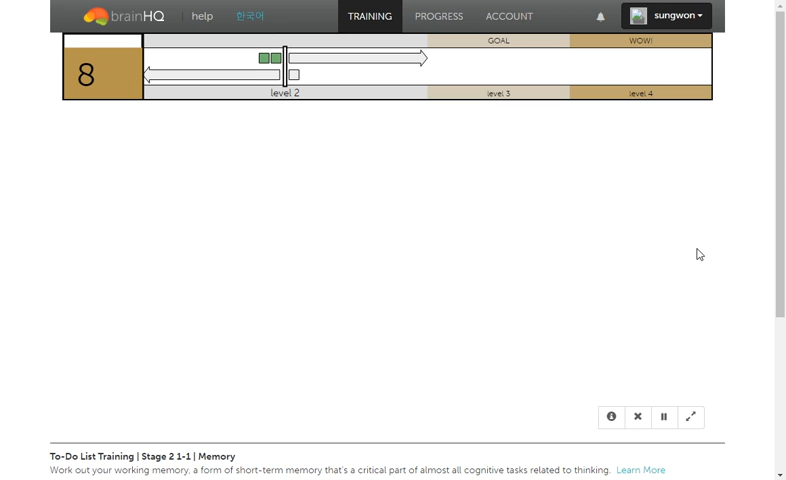 brainHQ help 한국어 TRAINING PROGRESS ACCOUNT sungwon
GOAL WOW!
8
level 2 level 3 level 4
To-Do List Training | Stage 2 1-1 | Memory
Work out your working memory, a form of short-term memory that's a critical part of almost all cognitive tasks related to thinking. Learn More